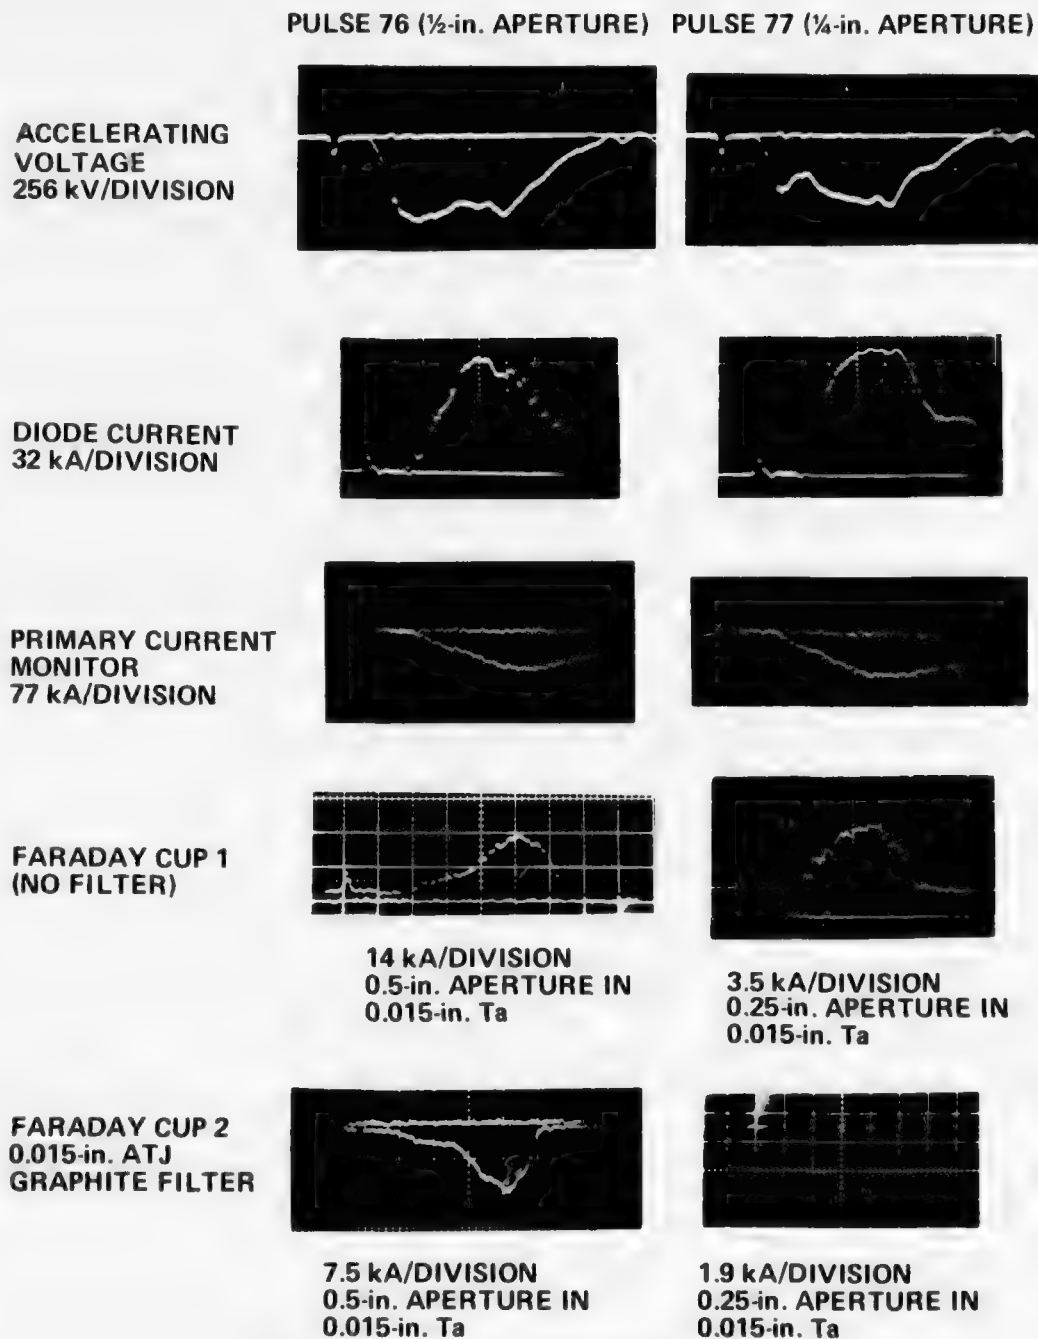 PULSE 76 (½-in. APERTURE)
PULSE 77 (¼-in. APERTURE)
ACCELERATING
VOLTAGE
256 kV/DIVISION
DIODE CURRENT
32 kA/DIVISION
PRIMARY CURRENT
MONITOR
77 kA/DIVISION
FARADAY CUP 1
(NO FILTER)
14 kA/DIVISION
0.5-in. APERTURE IN
0.015-in. Ta
3.5 kA/DIVISION
0.25-in. APERTURE IN
0.015-in. Ta
FARADAY CUP 2
0.015-in. ATJ
GRAPHITE FILTER
7.5 kA/DIVISION
0.5-in. APERTURE IN
0.015-in. Ta
1.9 kA/DIVISION
0.25-in. APERTURE IN
0.015-in. Ta